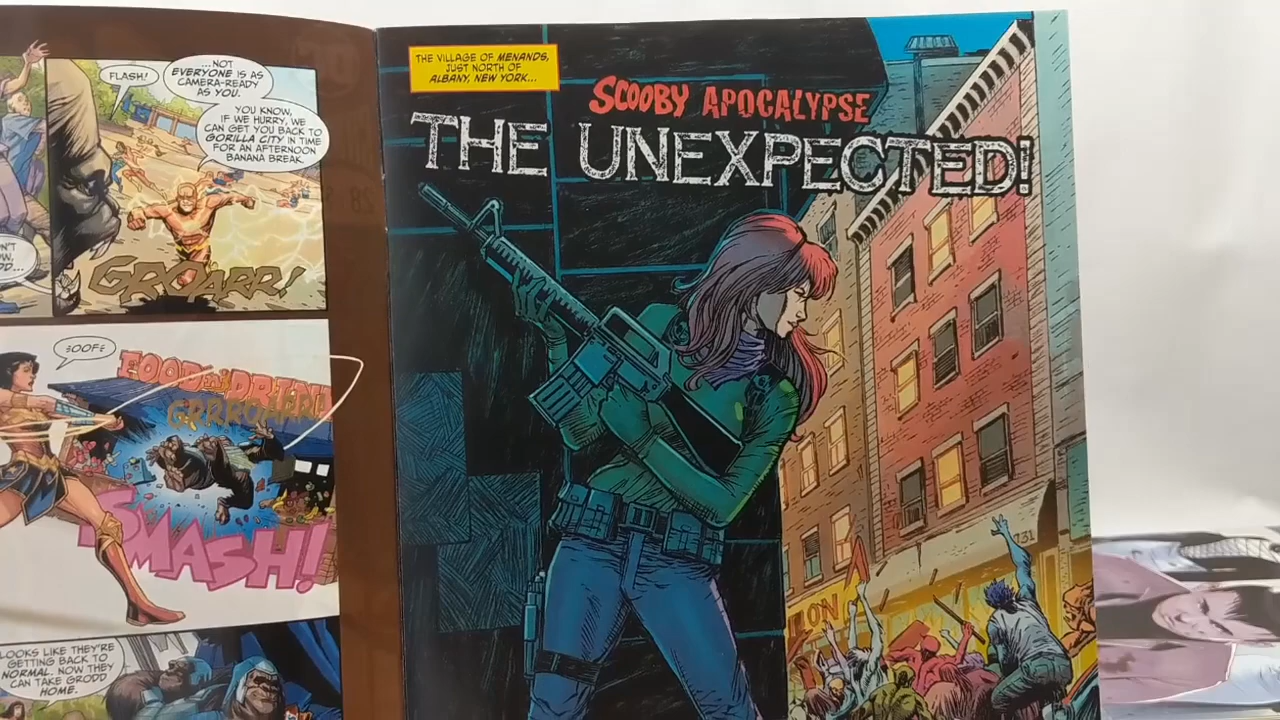 FLASH!
...NOT
EVERYONE IS AS
CAMERA-READY
AS YOU.
YOU KNOW,
IF WE HURRY, WE
CAN GET YOU BACK TO
GORILLA CITY IN TIME
FOR AN AFTERNOON
BANANA BREAK.
GROARR!
OOF
FOOD
GRRROARR!
SMASH!
LOOKS LIKE THEY'RE
GETTING BACK TO
NORMAL. NOW THEY
CAN TAKE GRODD
HOME.
THE VILLAGE OF MENANDS,
JUST NORTH OF
ALBANY, NEW YORK...
SCOOBY APOCALYPSE
THE UNEXPECTED!
731
ION